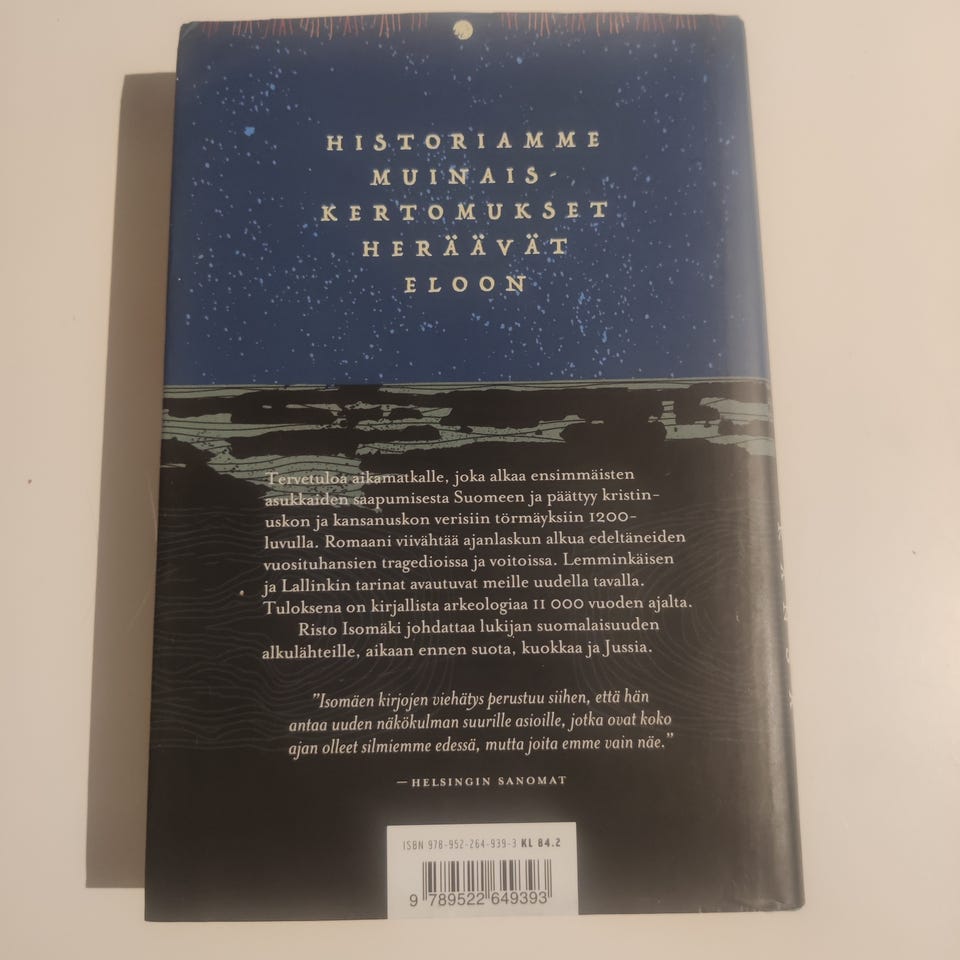 HISTORIAMME
MUINAIS-
KERTOMUKSET
HERÄÄVÄT
ELOON
Tervetuloa aikamatkalle, joka alkaa ensimmäisten
asukkaiden saapumisesta Suomeen ja päättyy kristin-
uskon ja kansanuskon verisiin törmäyksiin 1200-
luvulla. Romaani viivähtää ajanlaskun alkua edeltäneiden
vuosituhansien tragedioissa ja voitoissa. Lemminkäisen
ja Lallinkin tarinat avautuvat meille uudella tavalla.
Tuloksena on kirjallista arkeologiaa 11 000 vuoden ajalta.
Risto Isomäki johdattaa lukijan suomalaisuuden
alkulähteille, aikaan ennen suota, kuokkaa ja Jussia.
"Isomäen kirjojen viehätys perustuu siihen, että hän
antaa uuden näkökulman suurille asioille, jotka ovat koko
ajan olleet silmiemme edessä, mutta joita emme vain näe."
—HELSINGIN SANOMAT
ISBN 978-952-264-939-3 KL 84.2
9 789522 649393